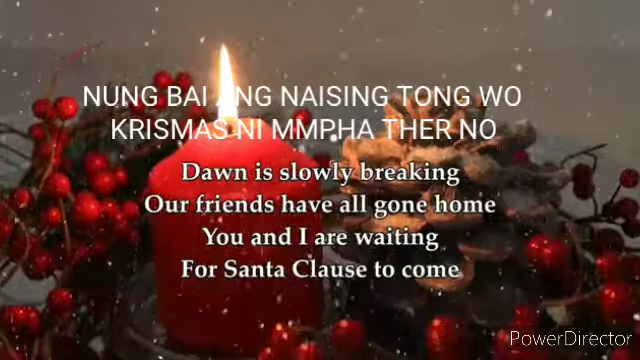 NUNG BAI ANG NAISING TONG WO
KRISMAS NI MMPHA THER NO
Dawn is slowly breaking
Our friends have all gone home
You and I are waiting
For Santa Clause to come
PowerDirector